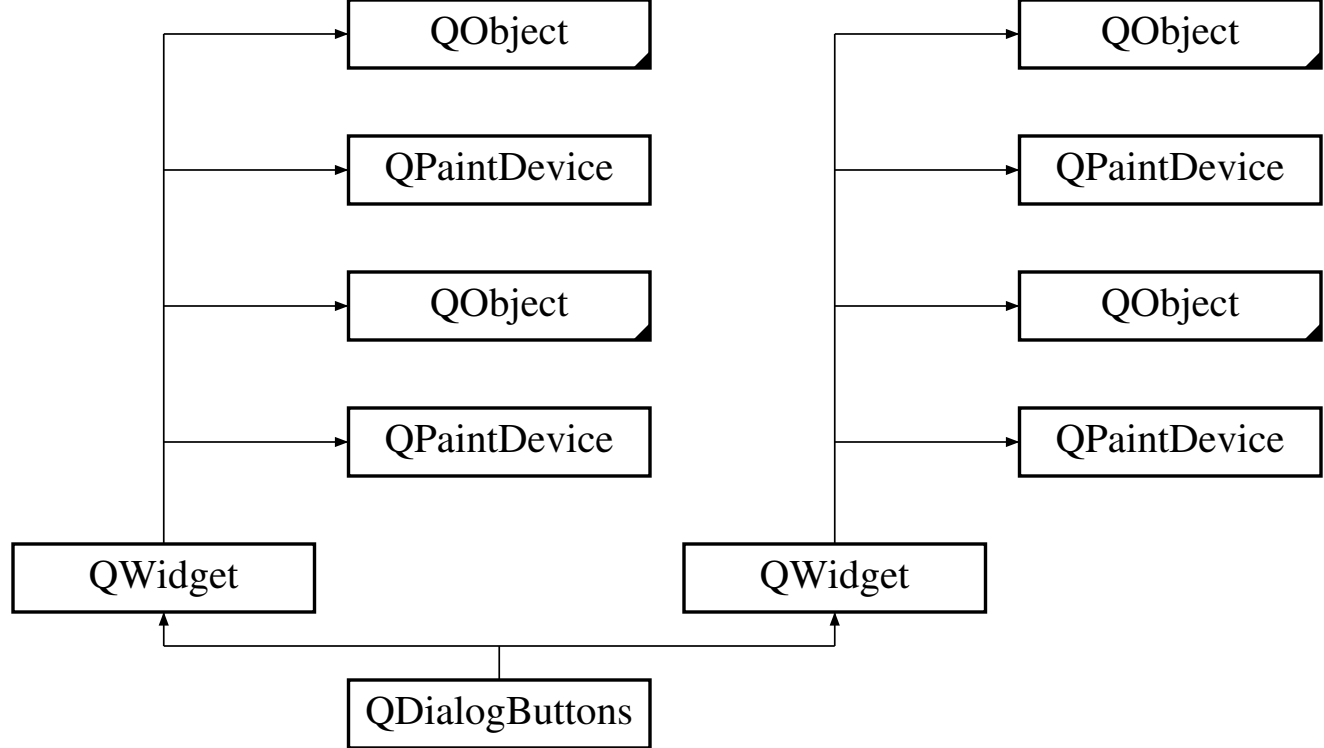 QObject
QObject
QPaintDevice
QPaintDevice
QObject
QObject
QPaintDevice
QPaintDevice
QWidget
QWidget
QDialogButtons